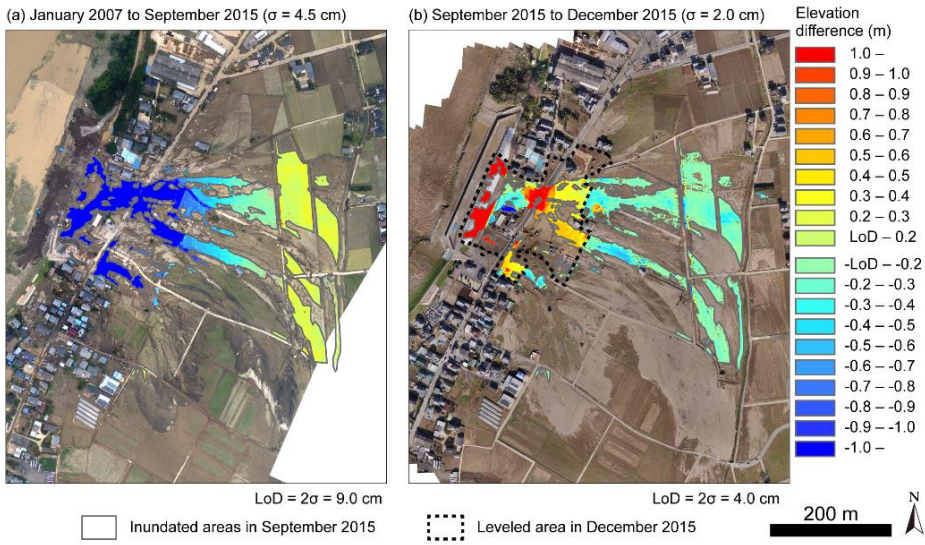 (a) January 2007 to September 2015 (σ = 4.5 cm)
(b) September 2015 to December 2015 (σ = 2.0 cm)
Elevation
difference (m)
1.0 –
0.9 – 1.0
0.8 – 0.9
0.7 – 0.8
0.6 – 0.7
0.5 – 0.6
0.4 – 0.5
0.3 – 0.4
0.2 – 0.3
LoD – 0.2
-LoD – -0.2
-0.2 – -0.3
-0.3 – -0.4
-0.4 – -0.5
-0.5 – -0.6
-0.6 – -0.7
-0.7 – -0.8
-0.8 – -0.9
-0.9 – -1.0
-1.0 –
LoD = 2σ = 9.0 cm
LoD = 2σ = 4.0 cm
Inundated areas in September 2015
Leveled area in December 2015
200 m
N